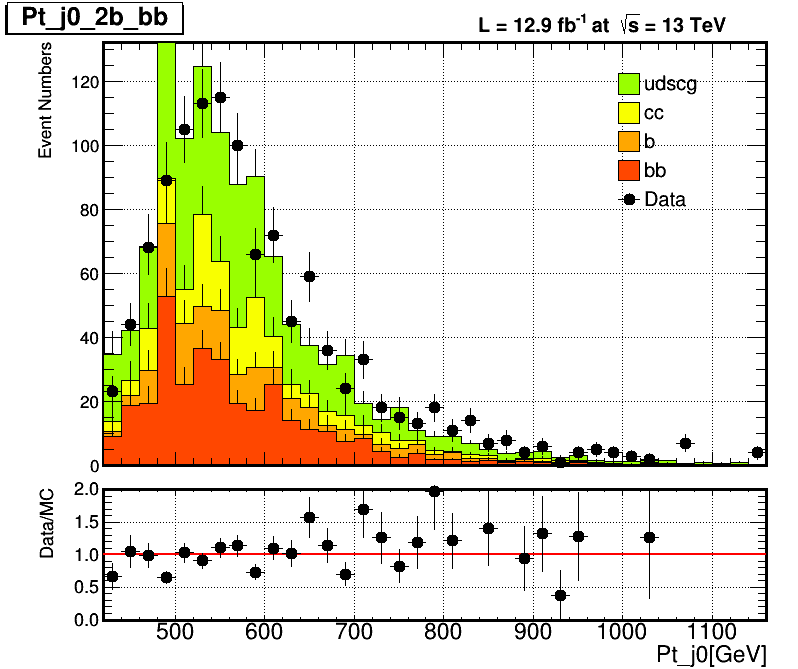 Pt_j0_2b_bb
L = 12.9 fb⁻¹ at √s = 13 TeV
Event Numbers
120
100
80
60
40
20
0
udscg
cc
b
bb
Data
Data/MC
2.0
1.5
1.0
0.5
0.0
500 600 700 800 900 1000 1100
Pt_j0[GeV]